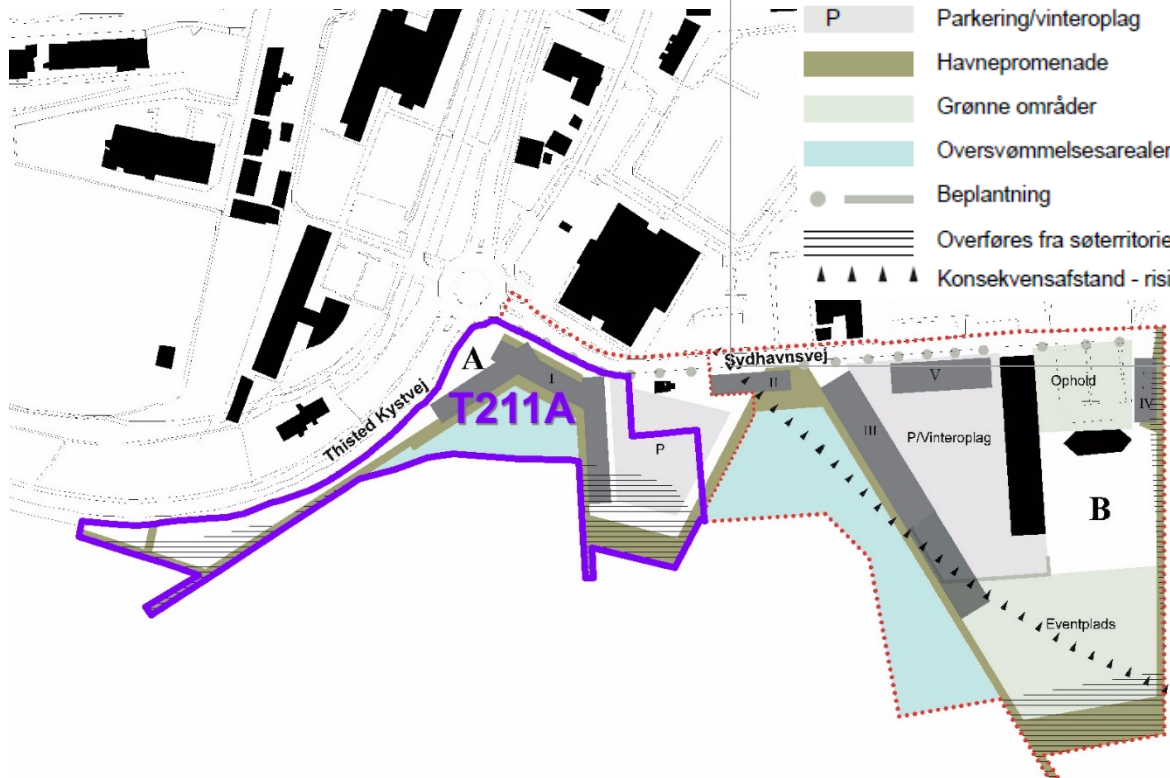 P Parkering/vinteroplag
Havnepromenade
Grønne områder
Oversvømmelsesarealer
Beplantning
Overføres fra søterritorie
Konsekvensafstand - risi
Sydhavnsvej
A
I
II
V
Ophold
IV
T211A
Thisted Kystvej
III
P/Vinteroplag
P
B
Eventplads